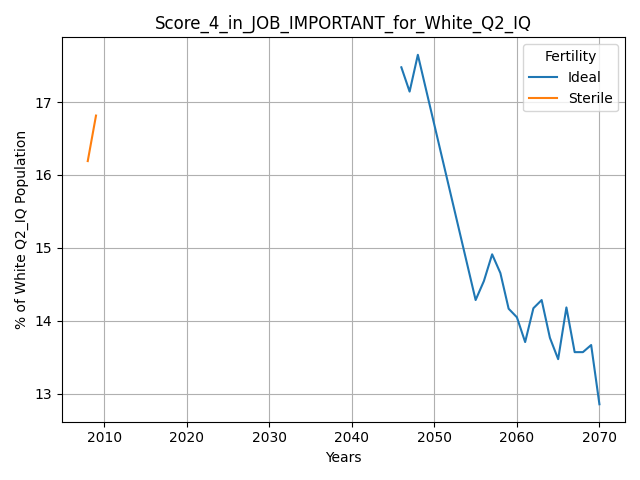 Score_4_in_JOB_IMPORTANT_for_White_Q2_IQ
Fertility
Ideal
Sterile
% of White Q2_IQ Population
17
16
15
14
13
2010 2020 2030 2040 2050 2060 2070
Years